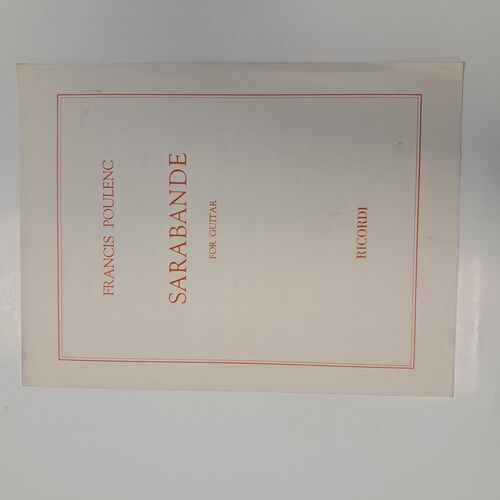 FRANCIS POULENC
SARABANDE
FOR GUITAR
RICORDI